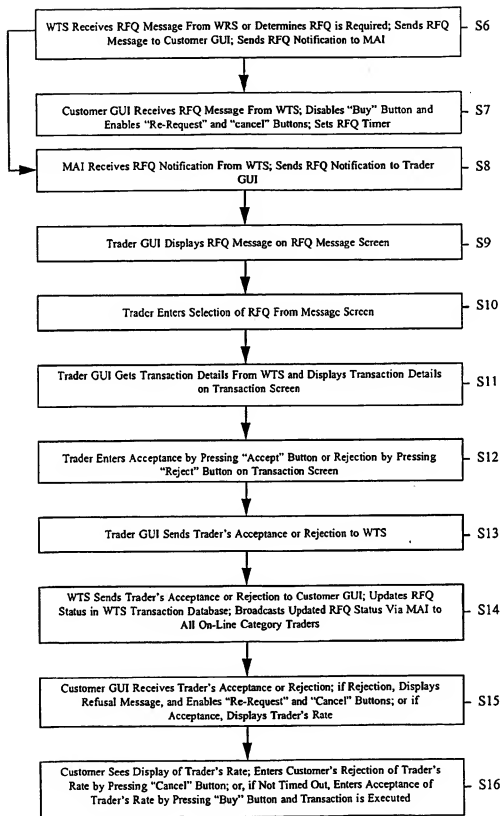 WTS Receives RFQ Message From WRS or Determines RFQ is Required; Sends RFQ
Message to Customer GUI; Sends RFQ Notification to MAI
S6
Customer GUI Receives RFQ Message From WTS; Disables "Buy" Button and
Enables "Re-Request" and "cancel" Buttons; Sets RFQ Timer
S7
MAI Receives RFQ Notification From WTS; Sends RFQ Notification to Trader
GUI
S8
Trader GUI Displays RFQ Message on RFQ Message Screen
S9
Trader Enters Selection of RFQ From Message Screen
S10
Trader GUI Gets Transaction Details From WTS and Displays Transaction Details
on Transaction Screen
S11
Trader Enters Acceptance by Pressing "Accept" Button or Rejection by Pressing
"Reject" Button on Transaction Screen
S12
Trader GUI Sends Trader's Acceptance or Rejection to WTS
S13
WTS Sends Trader's Acceptance or Rejection to Customer GUI; Updates RFQ
Status in WTS Transaction Database; Broadcasts Updated RFQ Status Via MAI to
All On-Line Category Traders
S14
Customer GUI Receives Trader's Acceptance or Rejection; if Rejection, Displays
Refusal Message, and Enables "Re-Request" and "Cancel" Buttons; or if
Acceptance, Displays Trader's Rate
S15
Customer Sees Display of Trader's Rate; Enters Customer's Rejection of Trader's
Rate by Pressing "Cancel" Button; or, if Not Timed Out, Enters Acceptance of
Trader's Rate by Pressing "Buy" Button and Transaction is Executed
S16